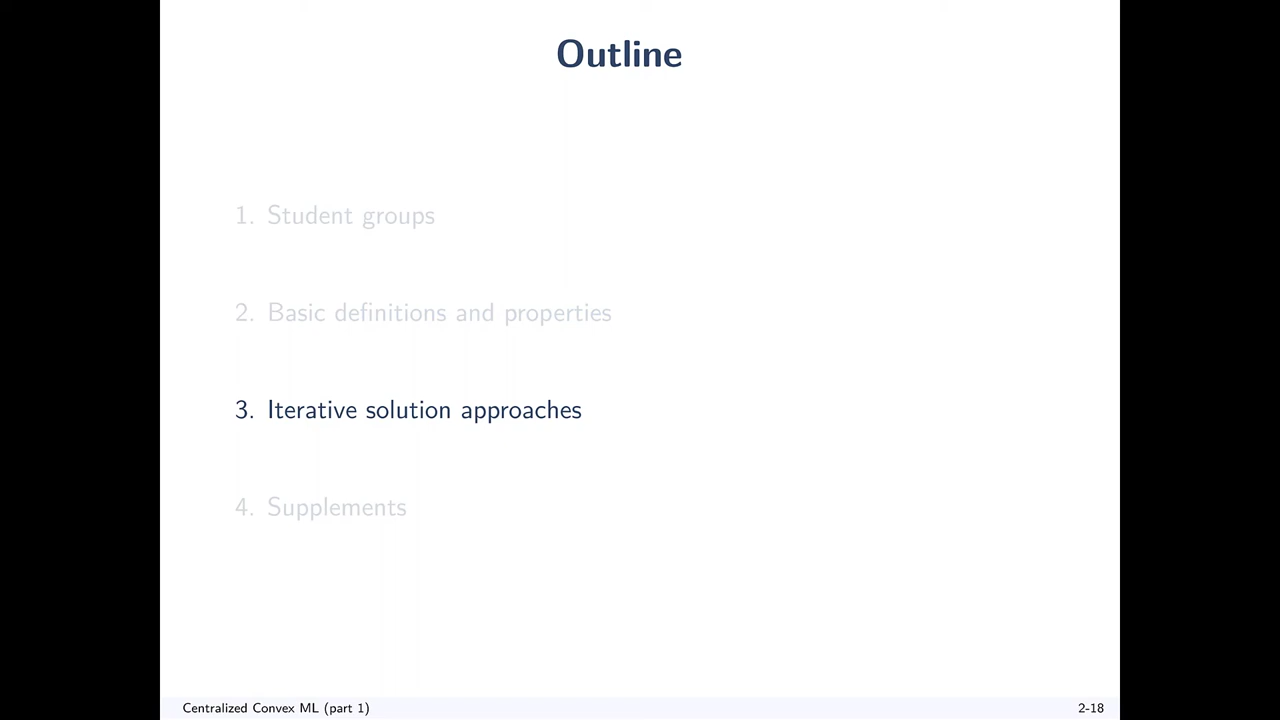 Outline
1. Student groups
2. Basic definitions and properties
3. Iterative solution approaches
4. Supplements
Centralized Convex ML (part 1)
2-18